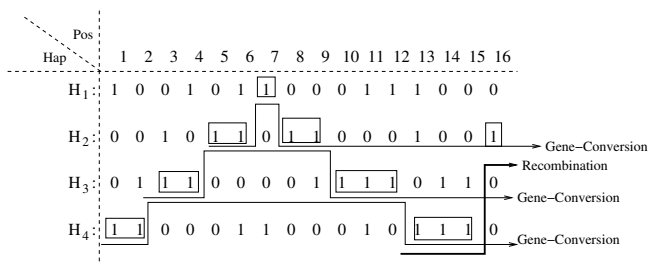 Pos
Hap 1 2 3 4 5 6 7 8 9 10 11 12 13 14 15 16
H1: 1 0 0 1 0 1 1 0 0 0 1 1 1 0 0 0
H2: 0 0 1 0 1 1 0 1 1 0 0 0 1 0 0 1
Gene-Conversion
Recombination
H3: 0 1 1 1 0 0 0 0 1 1 1 1 0 1 1 0
Gene-Conversion
H4: 1 1 0 0 0 1 1 0 0 0 1 0 1 1 1 0
Gene-Conversion